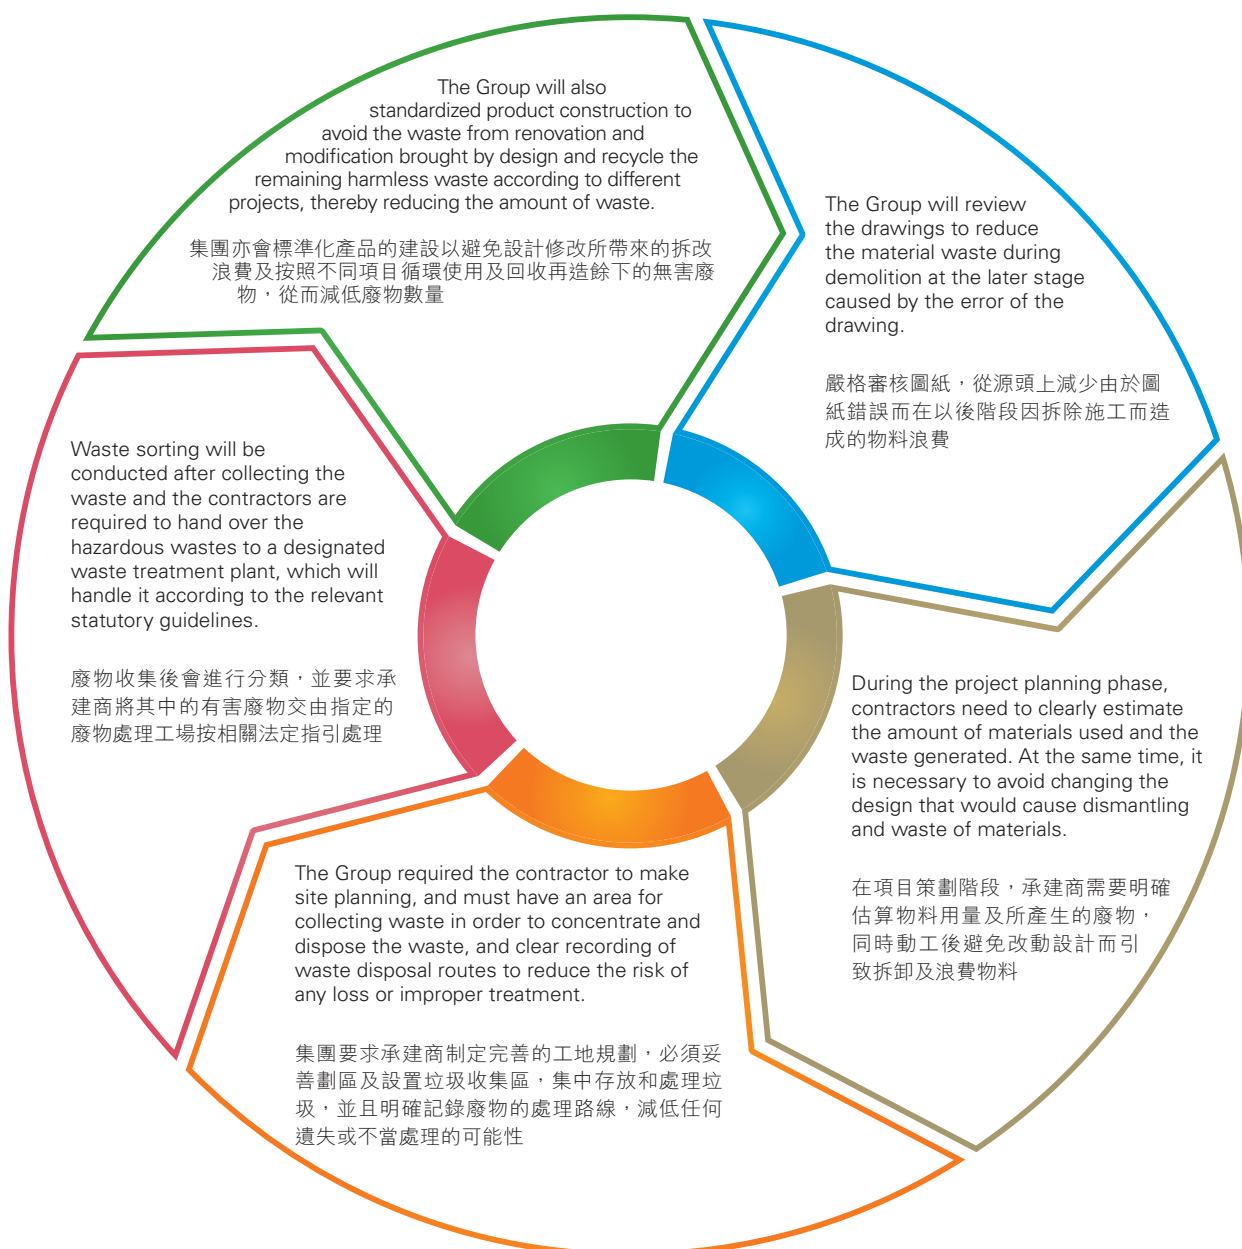 The Group will also
standardized product construction to
avoid the waste from renovation and
modification brought by design and recycle the
remaining harmless waste according to different
projects, thereby reducing the amount of waste.
集團亦會標準化產品的建設以避免設計修改所帶來的拆改
浪費及按照不同項目循環使用及回收再造餘下的無害廢
物，從而減低廢物數量
The Group will review
the drawings to reduce
the material waste during
demolition at the later stage
caused by the error of the
drawing.
嚴格審核圖紙，從源頭上減少由於圖
紙錯誤而在以後階段因拆除施工而造
成的物料浪費
During the project planning phase,
contractors need to clearly estimate
the amount of materials used and the
waste generated. At the same time, it
is necessary to avoid changing the
design that would cause dismantling
and waste of materials.
在項目策劃階段，承建商需要明確
估算物料用量及所產生的廢物，
同時動工後避免改動設計而引
致拆卸及浪費物料
The Group required the contractor to make
site planning, and must have an area for
collecting waste in order to concentrate and
dispose the waste, and clear recording of
waste disposal routes to reduce the risk of
any loss or improper treatment.
集團要求承建商制定完善的工地規劃，必須妥
善劃區及設置垃圾收集區，集中存放和處理垃
圾，並且明確記錄廢物的處理路線，減低任何
遺失或不當處理的可能性
Waste sorting will be
conducted after collecting the
waste and the contractors are
required to hand over the
hazardous wastes to a designated
waste treatment plant, which will
handle it according to the relevant
statutory guidelines.
廢物收集後會進行分類，並要求承
建商將其中的有害廢物交由指定的
廢物處理工場按相關法定指引處理